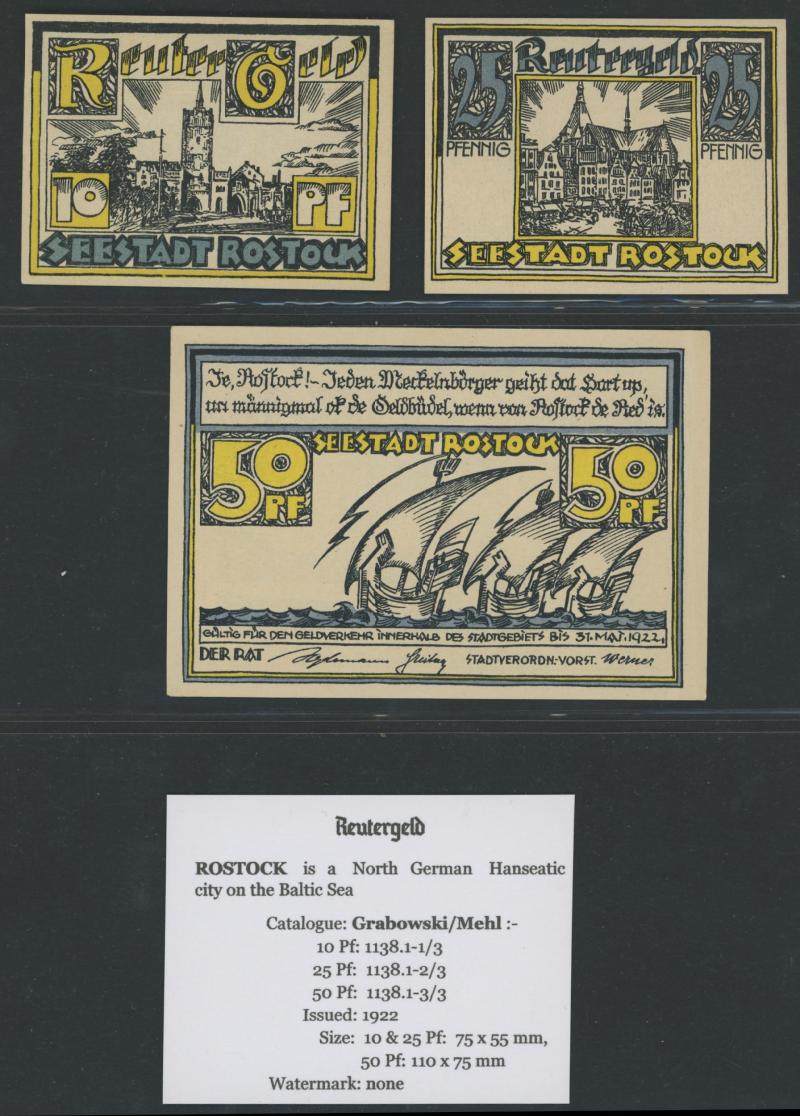 Reuter Geld
10 PF
SEESTADT ROSTOCK
25 Reutergeld 25
PFENNIG PFENNIG
SEESTADT ROSTOCK
Je, Rostock!- Jeden Meckelnbörger geiht dat Hart up,
un männigmal ok de Geldbüdel, wenn von Rostock de Red' is.
SEESTADT ROSTOCK
50 PF 50 PF
GÜLTIG FÜR DEN GELDVERKEHR INNERHALB DES STADTGEBIETS BIS 31. MAI. 1922,
DER RAT STADTVERORDN:-VORST. Werner
Reutergeld
ROSTOCK is a North German Hanseatic
city on the Baltic Sea
Catalogue: Grabowski/Mehl :-
10 Pf: 1138.1-1/3
25 Pf: 1138.1-2/3
50 Pf: 1138.1-3/3
Issued: 1922
Size: 10 & 25 Pf: 75 x 55 mm,
50 Pf: 110 x 75 mm
Watermark: none